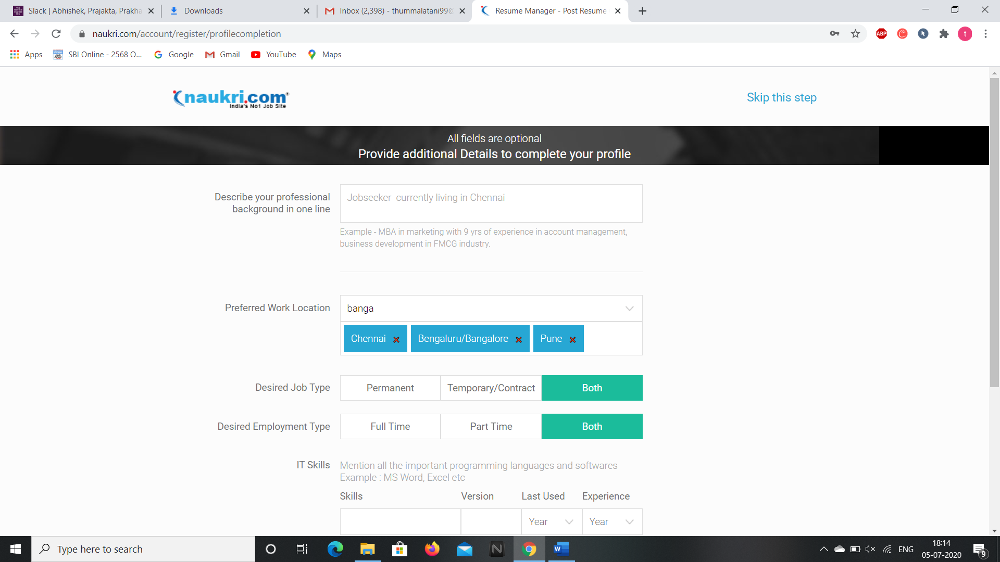 Slack | Abhishek, Prajakta, Prakha
Downloads
Inbox (2,398) - thummalatani99@
Resume Manager - Post Resume
naukri.com/account/register/profilecompletion
ABP
t
Apps
SBI Online - 2568 O...
Google
Gmail
YouTube
Maps
naukri.com
India's No1 Job Site
Skip this step
All fields are optional
Provide additional Details to complete your profile
Describe your professional
background in one line
Jobseeker  currently living in Chennai
Example - MBA in marketing with 9 yrs of experience in account management,
business development in FMCG industry.
Preferred Work Location
banga
Chennai
Bengaluru/Bangalore
Pune
Desired Job Type
Permanent
Temporary/Contract
Both
Desired Employment Type
Full Time
Part Time
Both
IT Skills
Mention all the important programming languages and softwares
Example : MS Word, Excel etc
Skills
Version
Last Used
Experience
Year
Year
Type here to search
ENG
18:14
05-07-2020
9